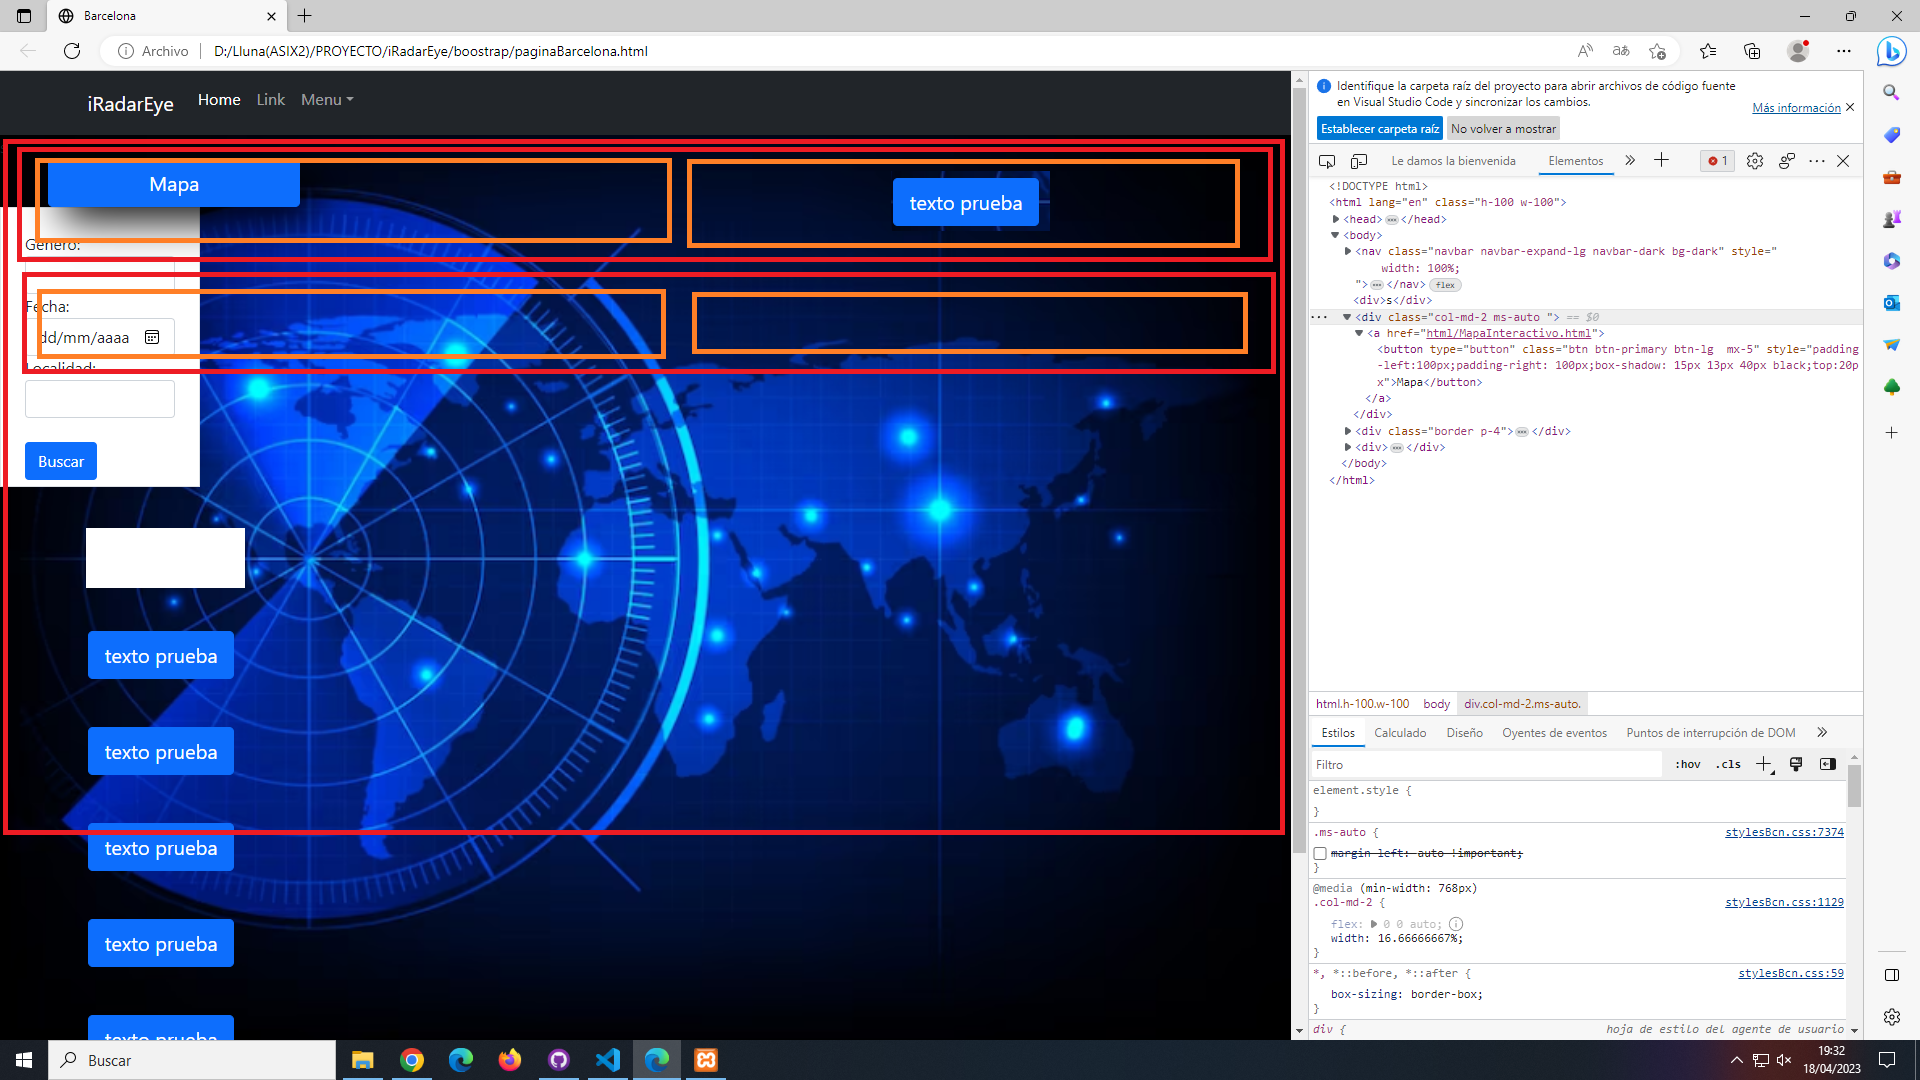 Barcelona
Archivo
D:/Lluna(ASIX2)/PROYECTO/iRadarEye/boostrap/paginaBarcelona.html
iRadarEye
Home
Link
Menu
Mapa
texto prueba
Genero:
Fecha:
dd/mm/aaaa
Localidad:
Buscar
texto prueba
texto prueba
texto prueba
texto prueba
texto prueba
Identifique la carpeta raíz del proyecto para abrir archivos de código fuente
en Visual Studio Code y sincronizar los cambios.
Más información
Establecer carpeta raíz
No volver a mostrar
Le damos la bienvenida
Elementos
1
<!DOCTYPE html>
<html lang="en" class="h-100 w-100">
<head>…</head>
<body>
<nav class="navbar navbar-expand-lg navbar-dark bg-dark" style="
width: 100%;
">…</nav> flex
<div>s</div>
<div class="col-md-2 ms-auto "> == $0
<a href="html/MapaInteractivo.html">
<button type="button" class="btn btn-primary btn-lg  mx-5" style="padding
-left:100px;padding-right: 100px;box-shadow: 15px 13px 40px black;top:20p
x">Mapa</button>
</a>
</div>
<div class="border p-4">…</div>
<div>…</div>
</body>
</html>
html.h-100.w-100
body
div.col-md-2.ms-auto.
Estilos
Calculado
Diseño
Oyentes de eventos
Puntos de interrupción de DOM
Filtro
:hov
.cls
element.style {
}
.ms-auto {
stylesBcn.css:7374
margin-left: auto !important;
}
@media (min-width: 768px)
.col-md-2 {
stylesBcn.css:1129
flex: 0 0 auto;
width: 16.66666667%;
}
*, *::before, *::after {
stylesBcn.css:59
box-sizing: border-box;
}
div {
hoja de estilo del agente de usuario
Buscar
19:32
18/04/2023